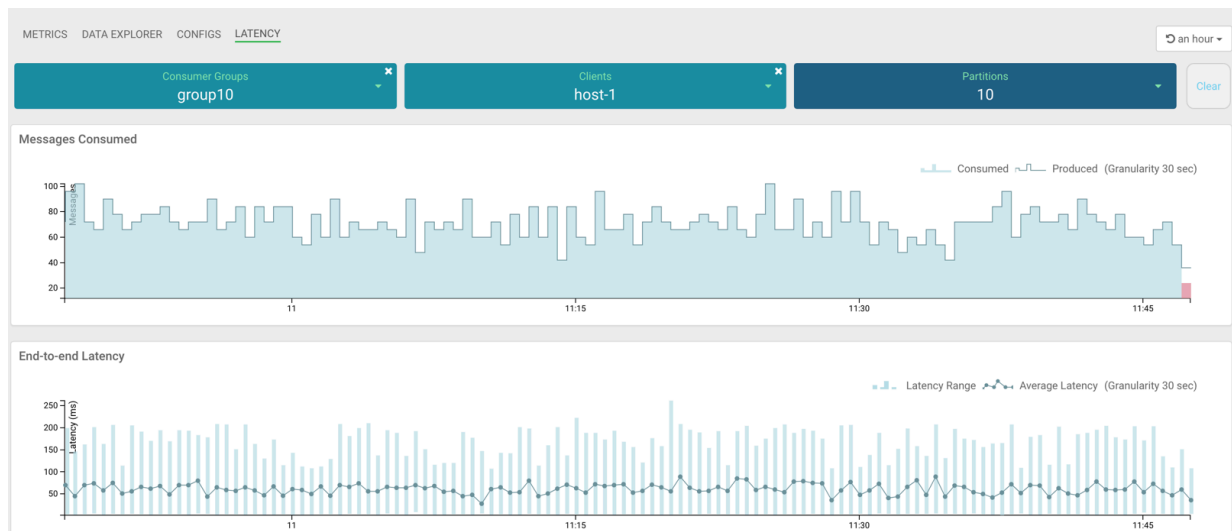 METRICS DATA EXPLORER CONFIGS LATENCY
an hour
Consumer Groups
group10
Clients
host-1
Partitions
10
Clear
Messages Consumed
Consumed Produced (Granularity 30 sec)
Messages
100
80
60
40
20
11 11:15 11:30 11:45
End-to-end Latency
Latency Range Average Latency (Granularity 30 sec)
Latency (ms)
250
200
150
100
50
11 11:15 11:30 11:45